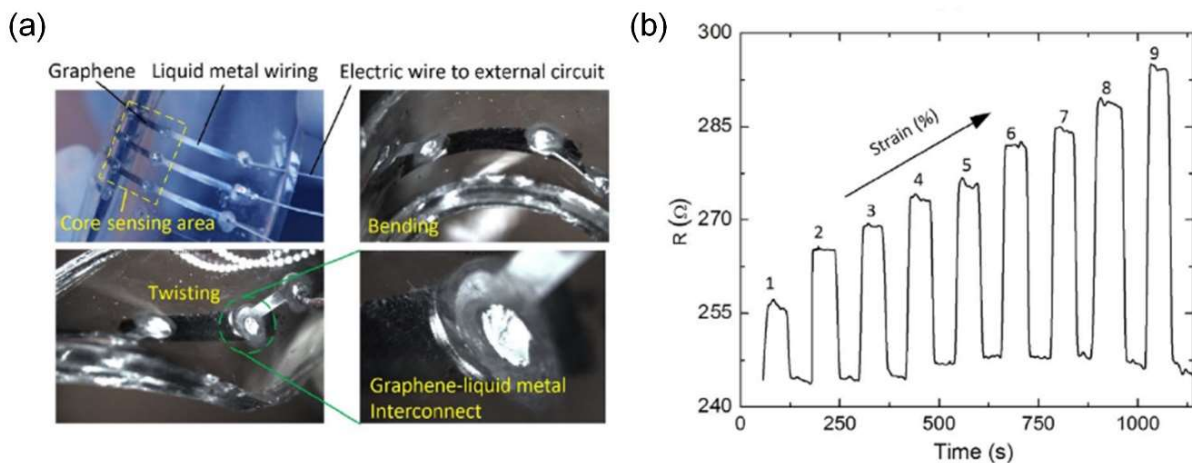 (a)
Graphene
Liquid metal wiring
Electric wire to external circuit
Core sensing area
Bending
Twisting
Graphene-liquid metal
Interconnect
(b)
300
285
270
255
240
R (Ω)
1
2
3
4
5
6
7
8
9
Strain (%)
0
250
500
750
1000
Time (s)